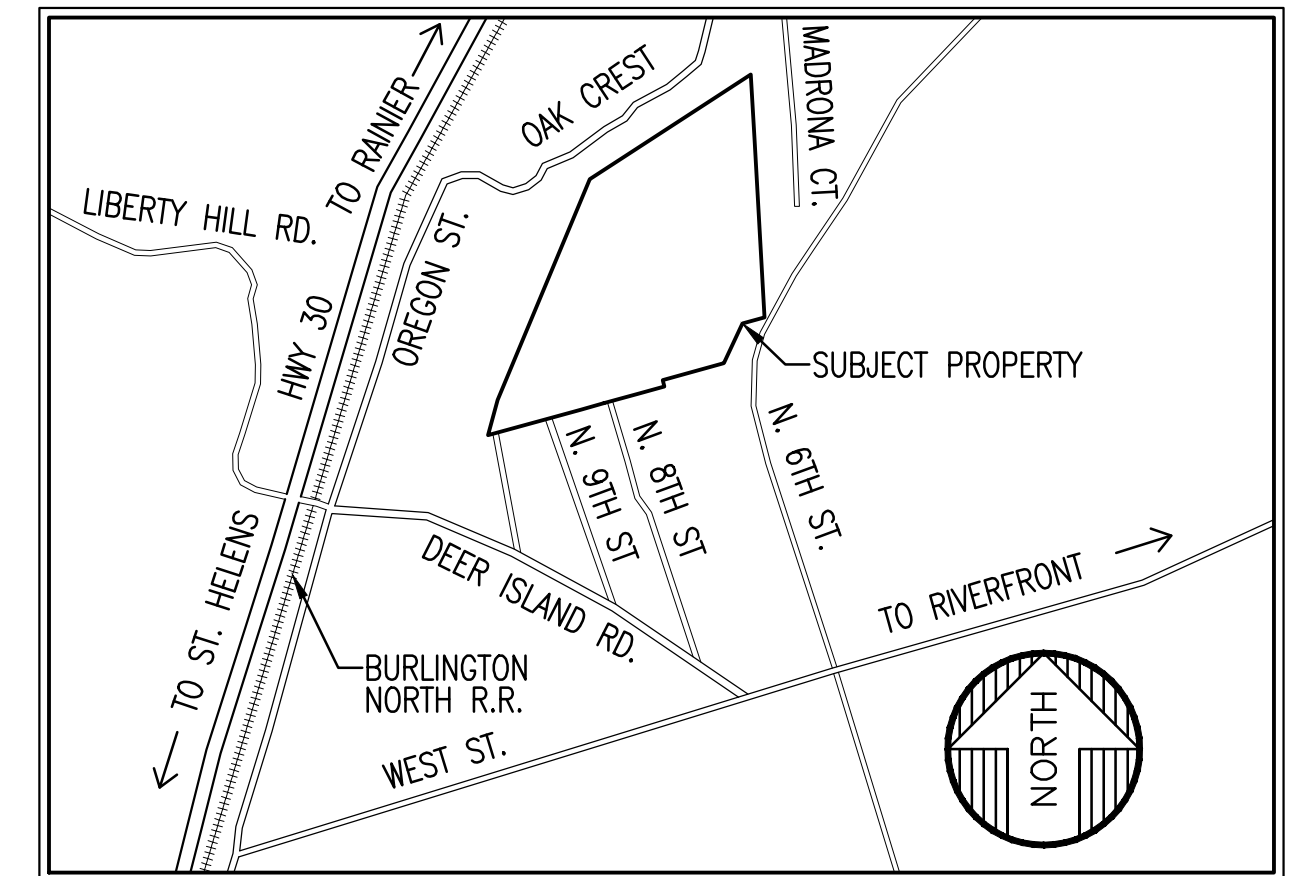 MADRONA CT.
OAK CREST
TO RAINIER
LIBERTY HILL RD.
OREGON ST.
HWY 30
SUBJECT PROPERTY
N. 9TH ST
N. 8TH ST
N. 6TH ST.
DEER ISLAND RD.
TO ST. HELENS
TO RIVERFRONT
BURLINGTON
NORTH R.R.
WEST ST.
NORTH